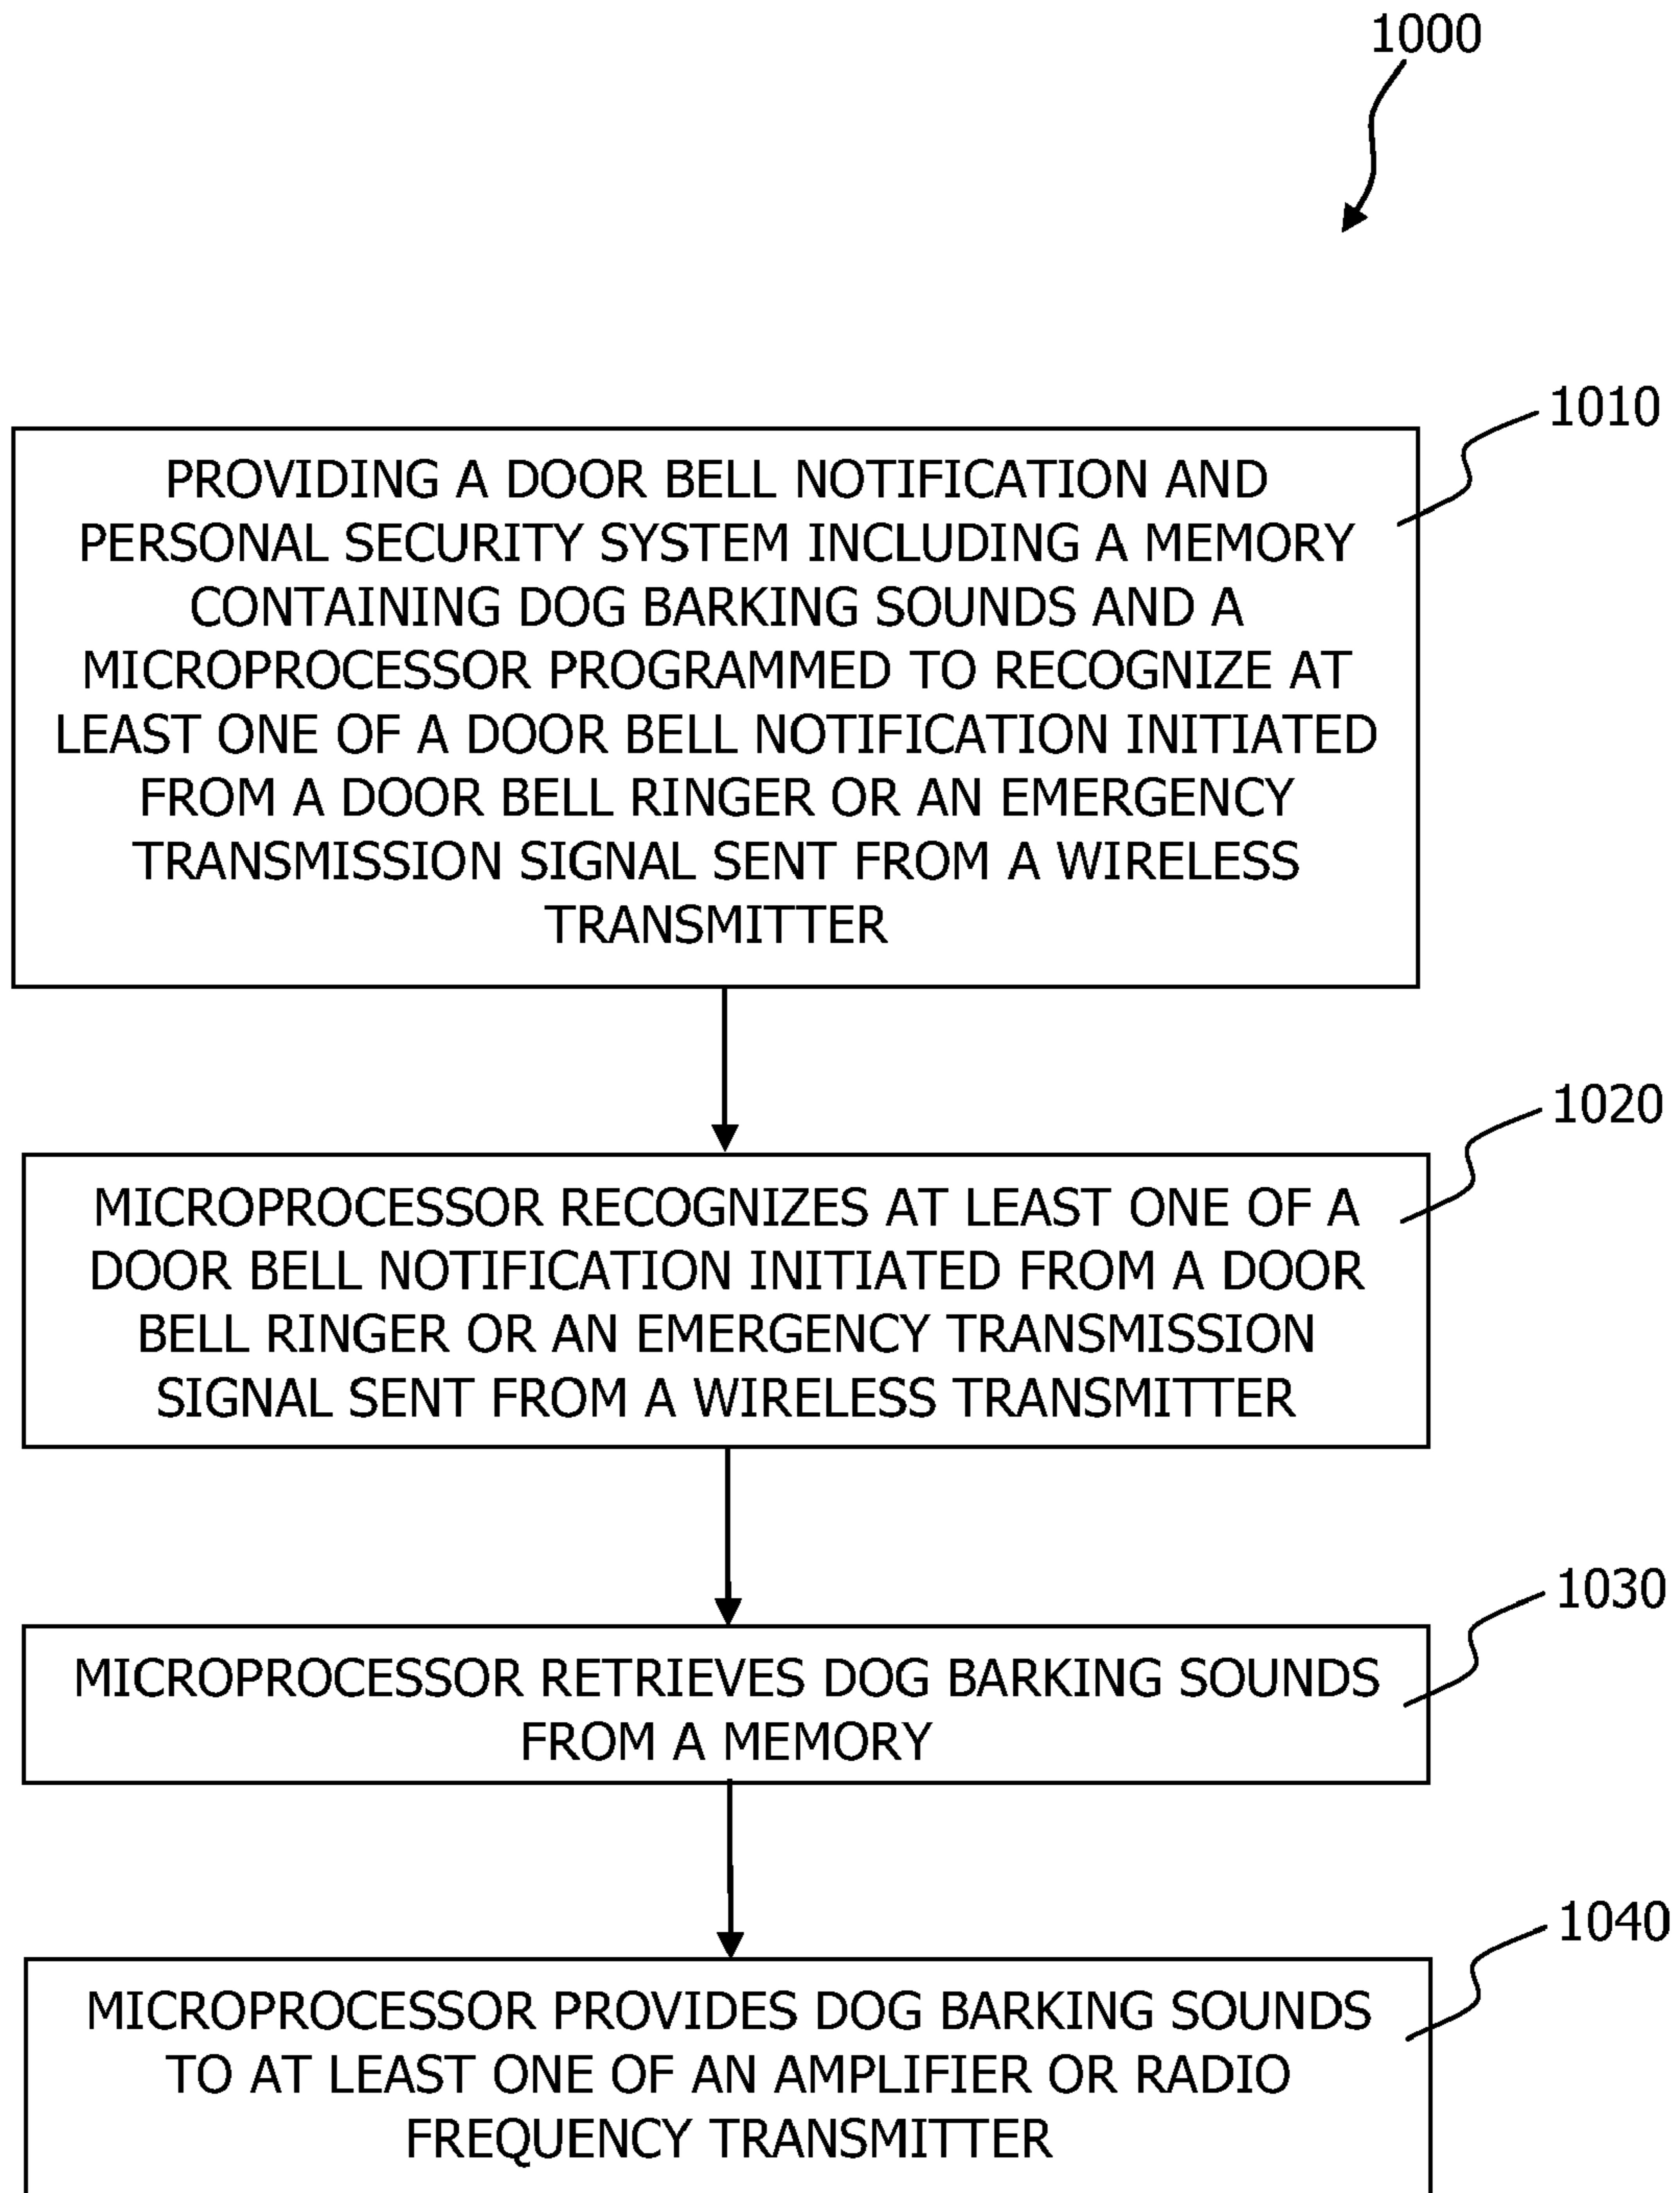 1000
1010
PROVIDING A DOOR BELL NOTIFICATION AND
PERSONAL SECURITY SYSTEM INCLUDING A MEMORY
CONTAINING DOG BARKING SOUNDS AND A
MICROPROCESSOR PROGRAMMED TO RECOGNIZE AT
LEAST ONE OF A DOOR BELL NOTIFICATION INITIATED
FROM A DOOR BELL RINGER OR AN EMERGENCY
TRANSMISSION SIGNAL SENT FROM A WIRELESS
TRANSMITTER
1020
MICROPROCESSOR RECOGNIZES AT LEAST ONE OF A
DOOR BELL NOTIFICATION INITIATED FROM A DOOR
BELL RINGER OR AN EMERGENCY TRANSMISSION
SIGNAL SENT FROM A WIRELESS TRANSMITTER
1030
MICROPROCESSOR RETRIEVES DOG BARKING SOUNDS
FROM A MEMORY
1040
MICROPROCESSOR PROVIDES DOG BARKING SOUNDS
TO AT LEAST ONE OF AN AMPLIFIER OR RADIO
FREQUENCY TRANSMITTER